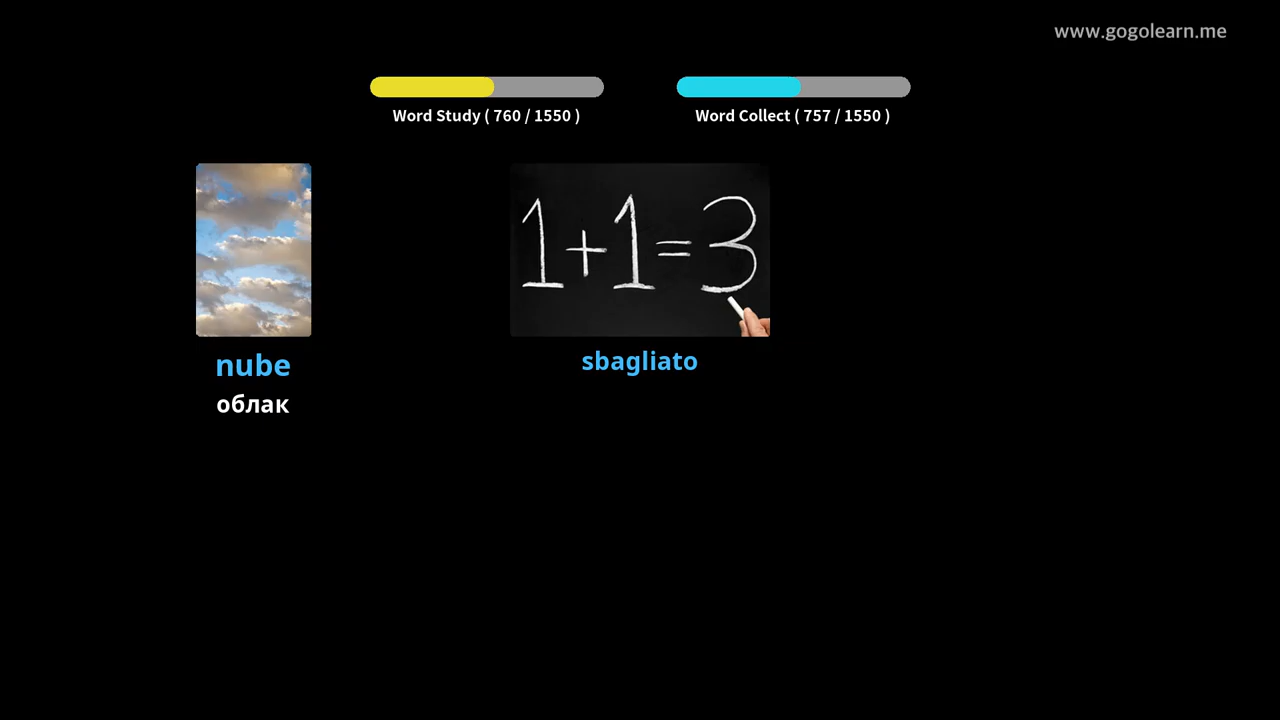 www.gogolearn.me
Word Study ( 760 / 1550 )
Word Collect ( 757 / 1550 )
1+1=3
nube
облак
sbagliato